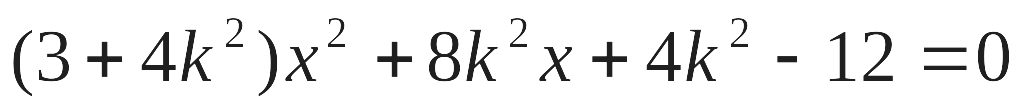 (3 + 4k²)x² + 8k²x + 4k² - 12 = 0